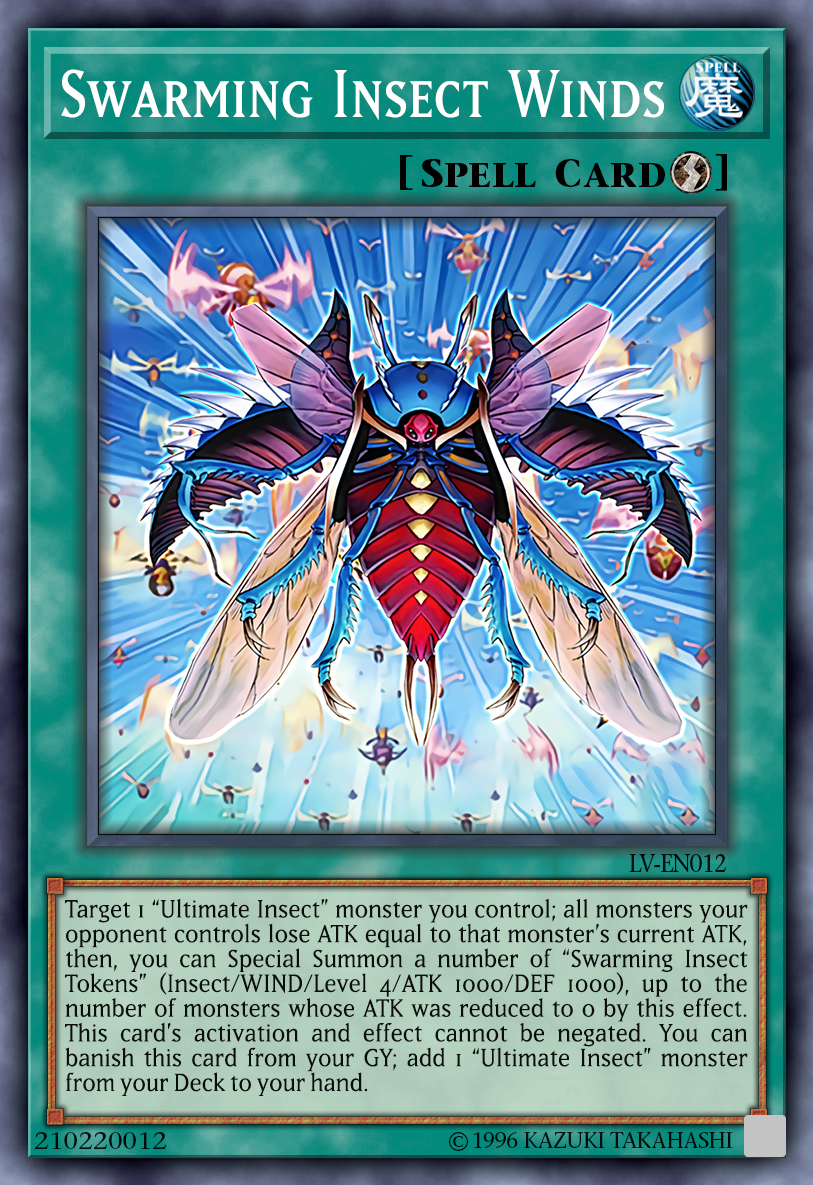 Swarming Insect Winds
SPELL
魔
[Spell Card]
LV-EN012
Target 1 “Ultimate Insect” monster you control; all monsters your
opponent controls lose ATK equal to that monster’s current ATK,
then, you can Special Summon a number of “Swarming Insect
Tokens” (Insect/WIND/Level 4/ATK 1000/DEF 1000), up to the
number of monsters whose ATK was reduced to 0 by this effect.
This card’s activation and effect cannot be negated. You can
banish this card from your GY; add 1 “Ultimate Insect” monster
from your Deck to your hand.
210220012
© 1996 KAZUKI TAKAHASHI